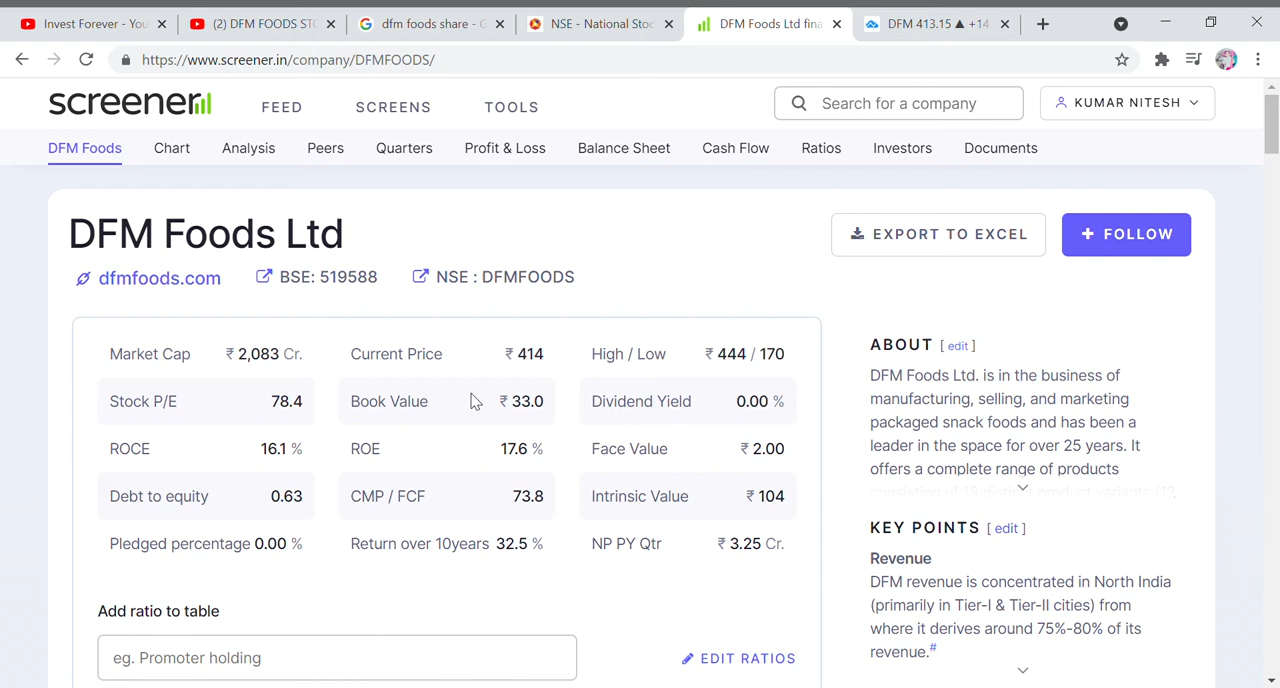 Invest Forever - You
(2) DFM FOODS STO
dfm foods share - G
NSE - National Stoc
DFM Foods Ltd fina
DFM 413.15 ▲ +14
https://www.screener.in/company/DFMFOODS/
screener
FEED
SCREENS
TOOLS
Search for a company
KUMAR NITESH
DFM Foods
Chart
Analysis
Peers
Quarters
Profit & Loss
Balance Sheet
Cash Flow
Ratios
Investors
Documents
DFM Foods Ltd
EXPORT TO EXCEL
+ FOLLOW
dfmfoods.com
BSE: 519588
NSE : DFMFOODS
Market Cap ₹ 2,083 Cr.
Current Price ₹ 414
High / Low ₹ 444 / 170
Stock P/E 78.4
Book Value ₹ 33.0
Dividend Yield 0.00 %
ROCE 16.1 %
ROE 17.6 %
Face Value ₹ 2.00
Debt to equity 0.63
CMP / FCF 73.8
Intrinsic Value ₹ 104
Pledged percentage 0.00 %
Return over 10years 32.5 %
NP PY Qtr ₹ 3.25 Cr.
Add ratio to table
eg. Promoter holding
EDIT RATIOS
ABOUT [ edit ]
DFM Foods Ltd. is in the business of
manufacturing, selling, and marketing
packaged snack foods and has been a
leader in the space for over 25 years. It
offers a complete range of products
consisting of 18 distinct product variants (12
KEY POINTS [ edit ]
Revenue
DFM revenue is concentrated in North India
(primarily in Tier-I & Tier-II cities) from
where it derives around 75%-80% of its
revenue.#